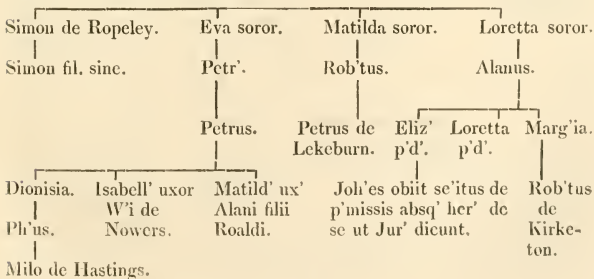 Simon de Ropeley. Eva soror. Matilda soror. Loretta soror.
Simon fil. sine. Petr'. Rob'tus. Alanus.
Petrus. Petrus de Eliz' Loretta Marg'ia.
Lekeburn. p'd'. p'd'.
Dionisia. Isabell' uxor Matild' ux' Joh'es obiit se'itus de Rob'tus
W'i de Alani filii p'missis absq' her' de de
Ph'us. Nowers. Roaldi. se ut Jur' dicunt. Kirke-
ton.
Milo de Hastings.